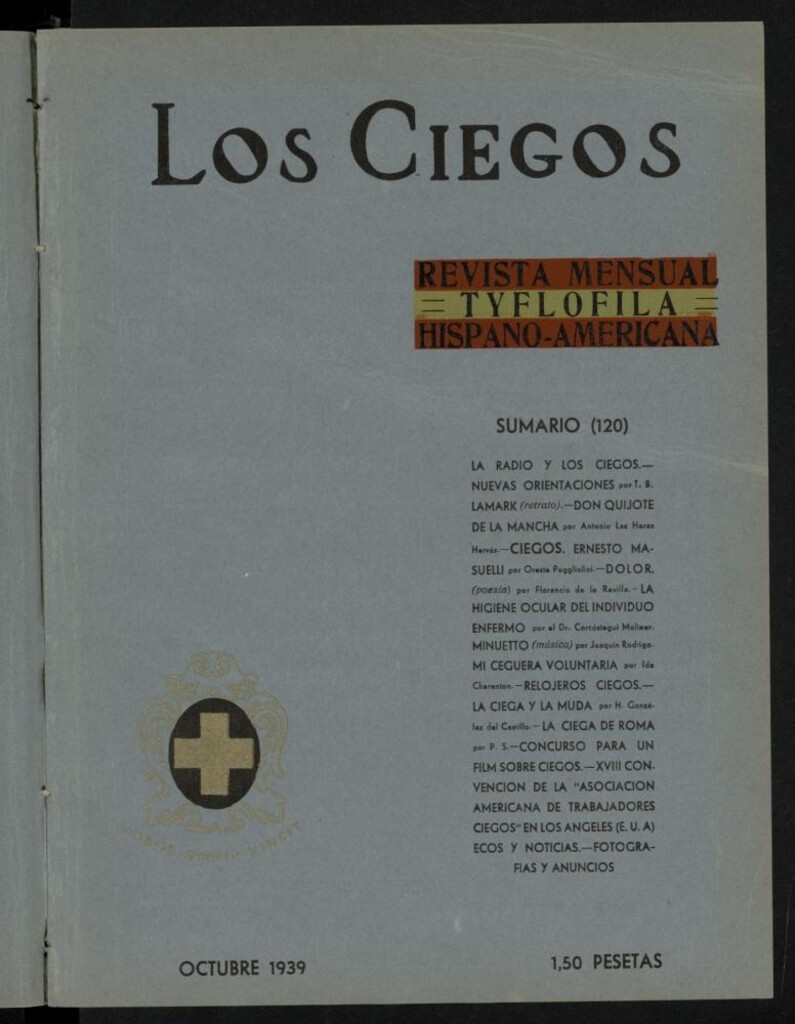 LOS CIEGOS
REVISTA MENSUAL
= TYFLOFILA =
HISPANO-AMERICANA
SUMARIO (120)
LA RADIO Y LOS CIEGOS.—
NUEVAS ORIENTACIONES por T. B.
LAMARK (retrato).—DON QUIJOTE
DE LA MANCHA por Antonio Las Heras
Hervás.—CIEGOS. ERNESTO MA-
SUELLI por Oreste Poggliolini.—DOLOR.
(poesía) por Florencio de la Revilla.—LA
HIGIENE OCULAR DEL INDIVIDUO
ENFERMO por el Dr. Corcóstegui Moliner.
MINUETTO (música) por Joaquín Rodrigo-
MI CEGUERA VOLUNTARIA por Ida
Charenton.—RELOJEROS CIEGOS.—
LA CIEGA Y LA MUDA por H. Gonzá-
lez del Castillo.—LA CIEGA DE ROMA
por P. S.—CONCURSO PARA UN
FILM SOBRE CIEGOS.—XVIII CON-
VENCION DE LA "ASOCIACION
AMERICANA DE TRABAJADORES
CIEGOS" EN LOS ANGELES (E. U. A)
ECOS Y NOTICIAS.—FOTOGRA-
FIAS Y ANUNCIOS
VINCIT
OCTUBRE 1939
1,50 PESETAS